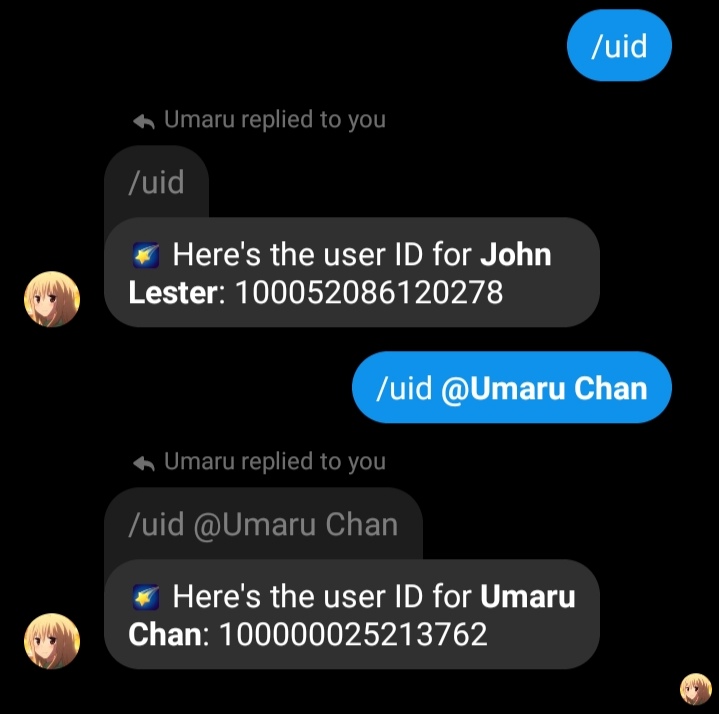 /uid
Umaru replied to you
/uid
🌠 Here's the user ID for John
Lester: 100052086120278
/uid @Umaru Chan
Umaru replied to you
/uid @Umaru Chan
🌠 Here's the user ID for Umaru
Chan: 100000025213762